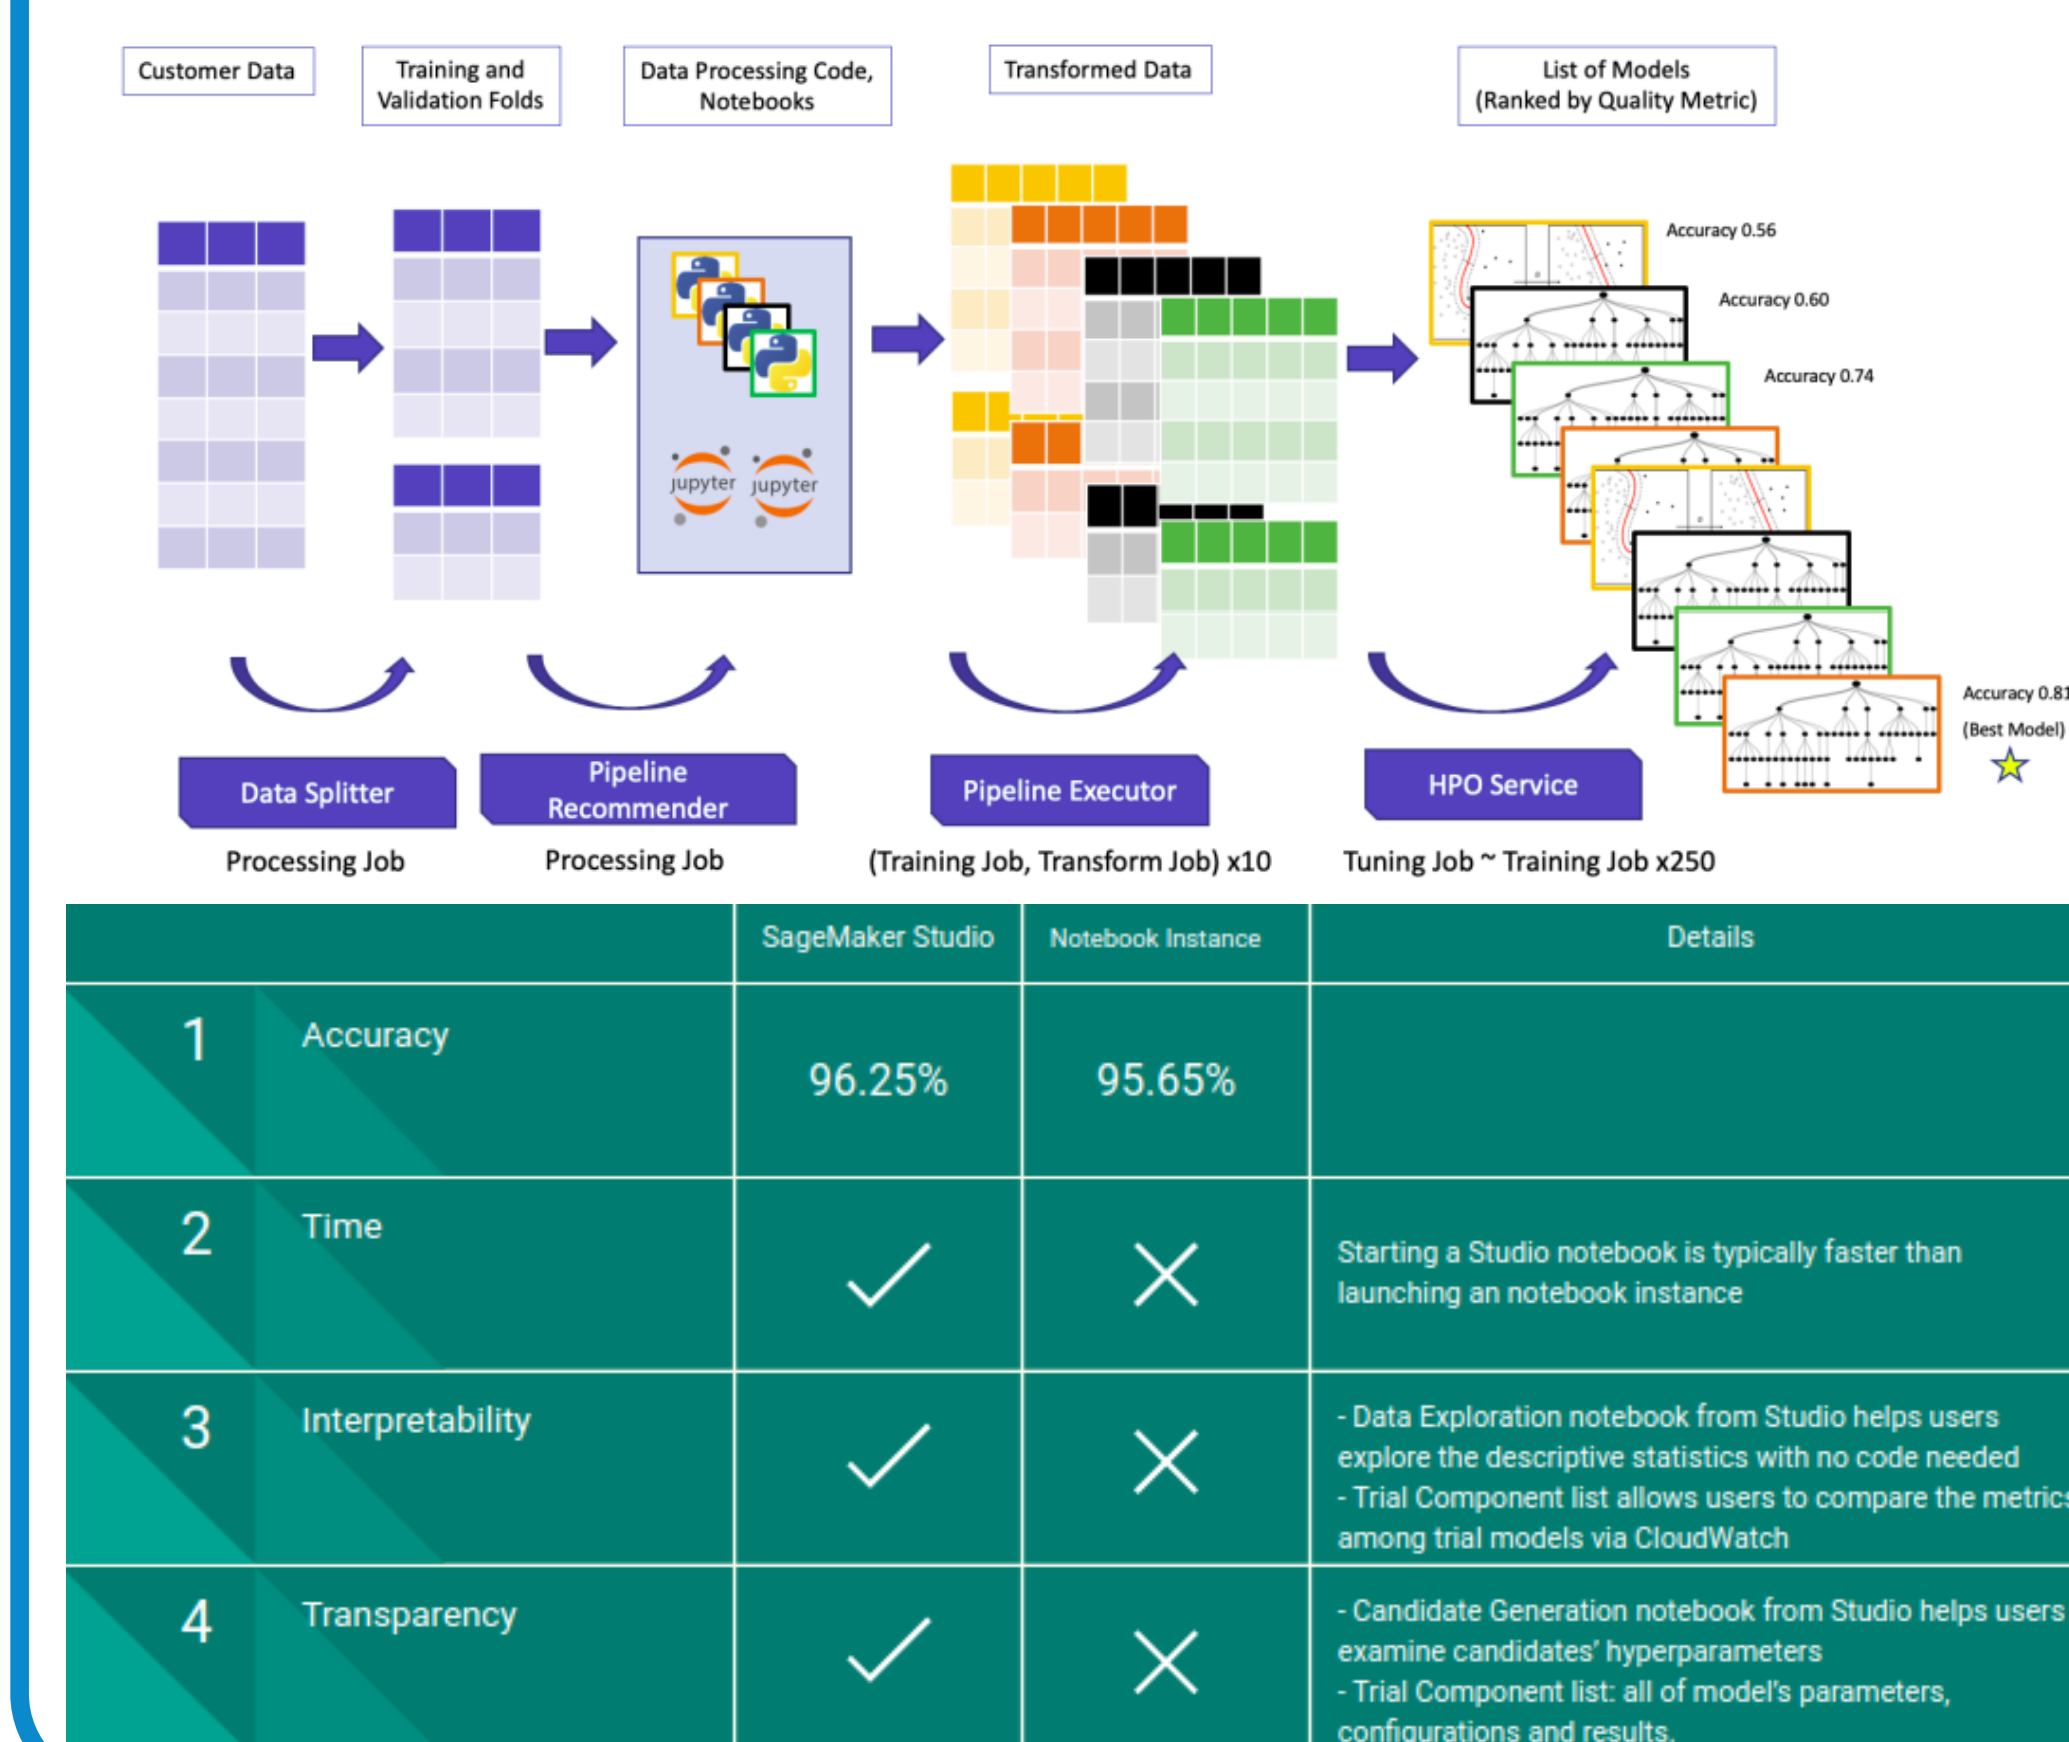 Customer Data
Training and
Validation Folds
Data Processing Code,
Notebooks
Transformed Data
List of Models
(Ranked by Quality Metric)
Accuracy 0.56
Accuracy 0.60
Accuracy 0.74
jupyter jupyter
Accuracy 0.81
(Best Model)
Data Splitter
Pipeline
Recommender
Pipeline Executor
HPO Service
Processing Job
Processing Job
(Training Job, Transform Job) x10
Tuning Job ~ Training Job x250
SageMaker Studio
Notebook Instance
Details
1
Accuracy
96.25%
95.65%
2
Time
Starting a Studio notebook is typically faster than
launching an notebook instance
3
Interpretability
- Data Exploration notebook from Studio helps users
explore the descriptive statistics with no code needed
- Trial Component list allows users to compare the metrics
among trial models via CloudWatch
4
Transparency
- Candidate Generation notebook from Studio helps users
examine candidates' hyperparameters
- Trial Component list: all of model's parameters,
configurations and results.